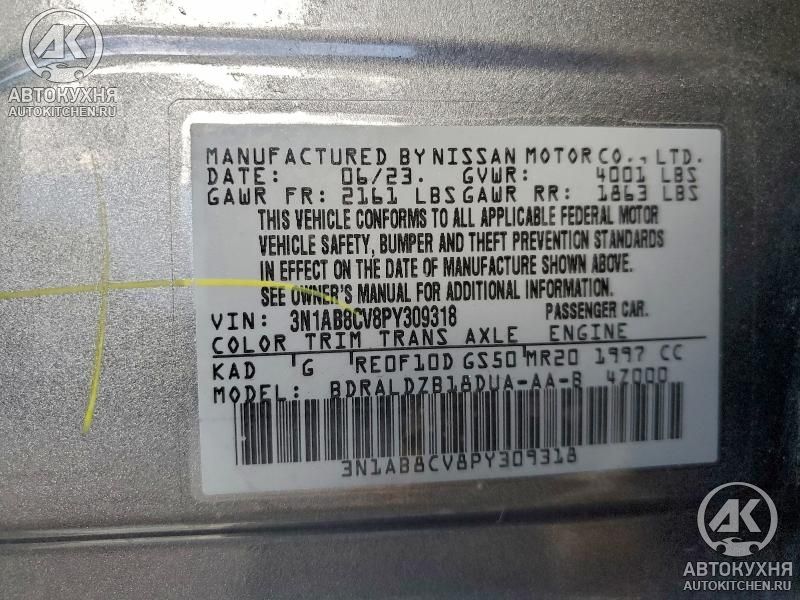 АК
АВТОКУХНЯ
AUTOKITCHEN.RU
MANUFACTURED BY NISSAN MOTOR CO., LTD.
DATE: 06/23. GVWR: 4001 LBS
GAWR FR: 2161 LBS GAWR RR: 1863 LBS
THIS VEHICLE CONFORMS TO ALL APPLICABLE FEDERAL MOTOR
VEHICLE SAFETY, BUMPER AND THEFT PREVENTION STANDARDS
IN EFFECT ON THE DATE OF MANUFACTURE SHOWN ABOVE.
SEE OWNER'S MANUAL FOR ADDITIONAL INFORMATION.
VIN: 3N1AB8CV8PY309318 PASSENGER CAR.
COLOR TRIM TRANS AXLE ENGINE
KAD G RE0F10D GS50 MR20 1997 CC
MODEL: BDRALDZB18DUA-AA-B 47000
3N1AB8CV8PY309318
АК
АВТОКУХНЯ
AUTOKITCHEN.RU